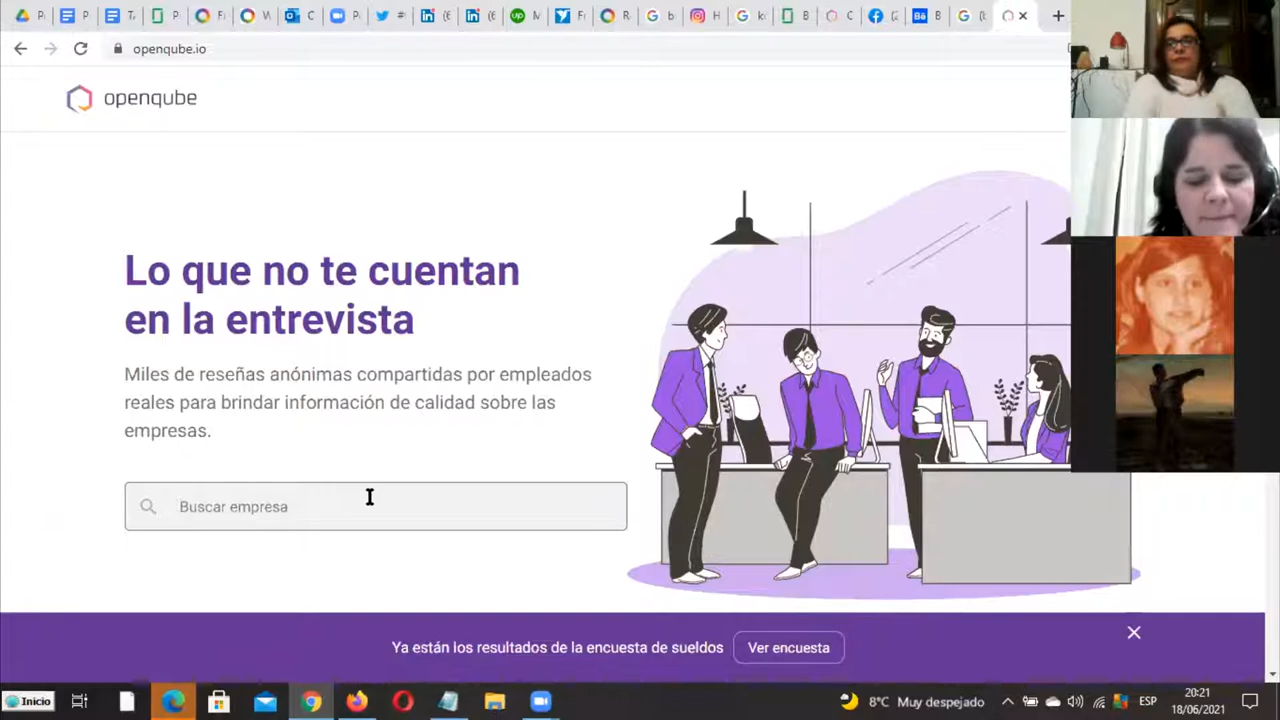 openqube.io
openqube
Lo que no te cuentan
en la entrevista
Miles de reseñas anónimas compartidas por empleados
reales para brindar información de calidad sobre las
empresas.
Buscar empresa
Ya están los resultados de la encuesta de sueldos
Ver encuesta
Inicio
8°C Muy despejado
ESP
20:21
18/06/2021